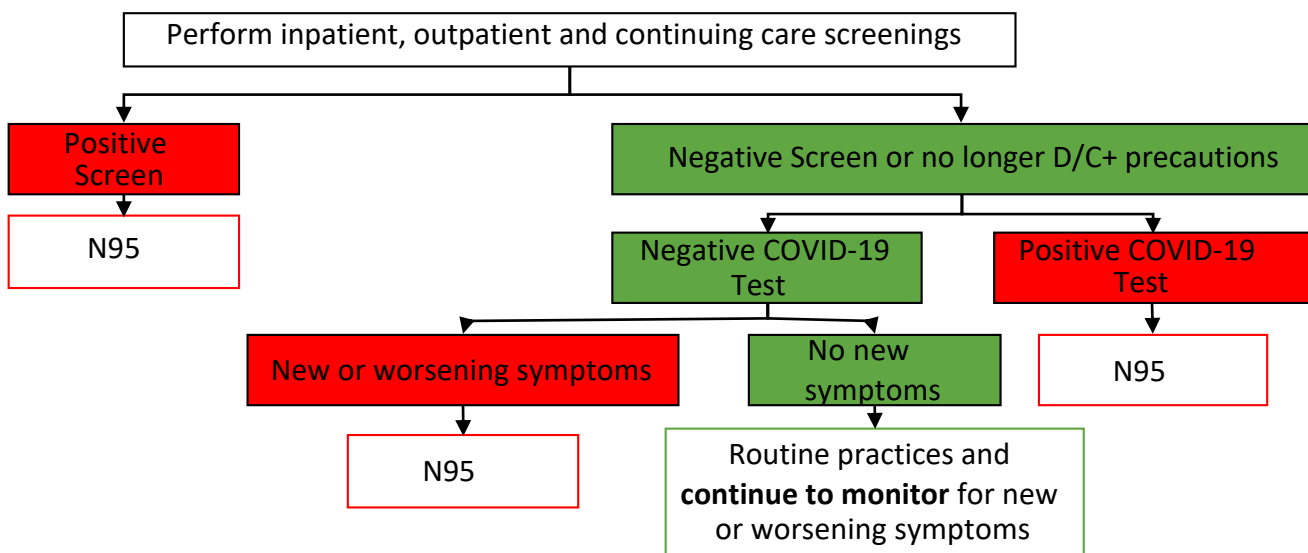 Perform inpatient, outpatient and continuing care screenings
Positive
Screen
Negative Screen or no longer D/C+ precautions
N95
Negative COVID-19
Test
Positive COVID-19
Test
New or worsening symptoms
No new
symptoms
N95
N95
Routine practices and
continue to monitor for new
or worsening symptoms